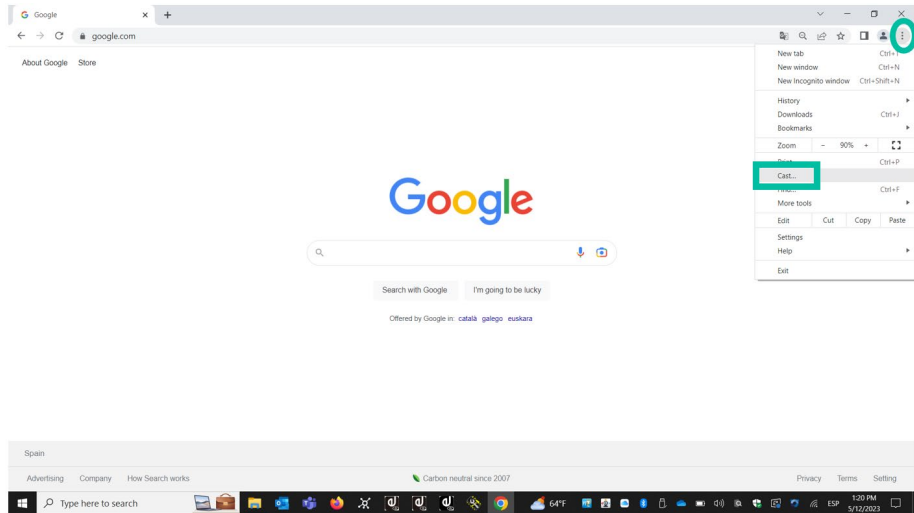 Google
google.com
About Google Store
New tab Ctrl+T
New window Ctrl+N
New Incognito window Ctrl+Shift+N
History
Downloads Ctrl+J
Bookmarks
Zoom - 90% +
Print... Ctrl+P
Cast...
Find... Ctrl+F
More tools
Edit Cut Copy Paste
Settings
Help
Exit
Google
Search with Google I'm going to be lucky
Offered by Google in: català galego euskara
Spain
Advertising Company How Search works Carbon neutral since 2007 Privacy Terms Setting
Type here to search 64°F ESP 1:20 PM
5/12/2023